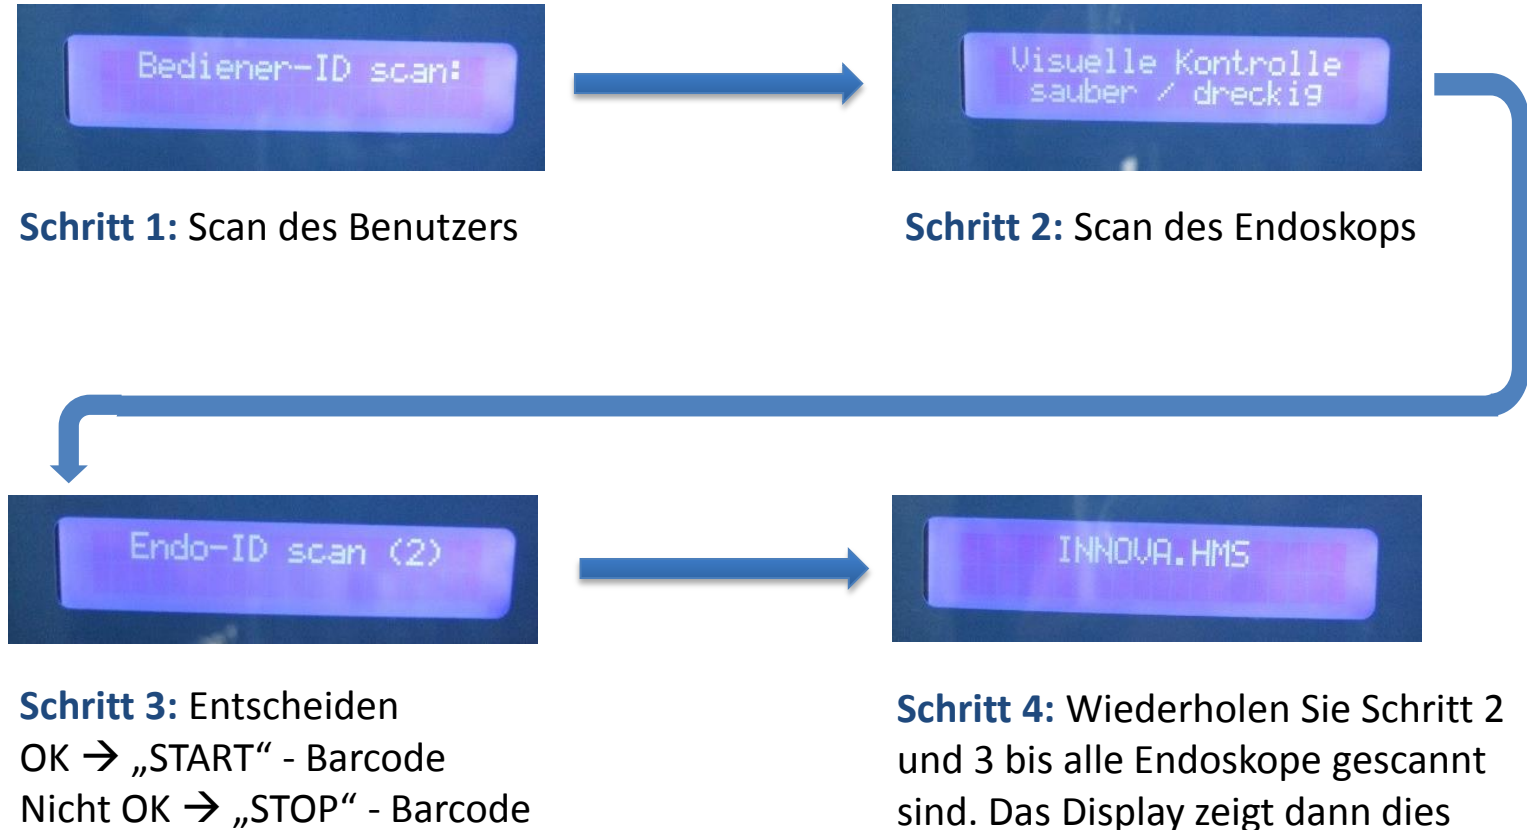 Bediener-ID scan:
Visuelle Kontrolle
sauber / dreckig
Schritt 1: Scan des Benutzers
Schritt 2: Scan des Endoskops
Endo-ID scan (2)
INNOVA.HMS
Schritt 3: Entscheiden
OK → „START“ - Barcode
Nicht OK → „STOP“ - Barcode
Schritt 4: Wiederholen Sie Schritt 2
und 3 bis alle Endoskope gescannt
sind. Das Display zeigt dann dies